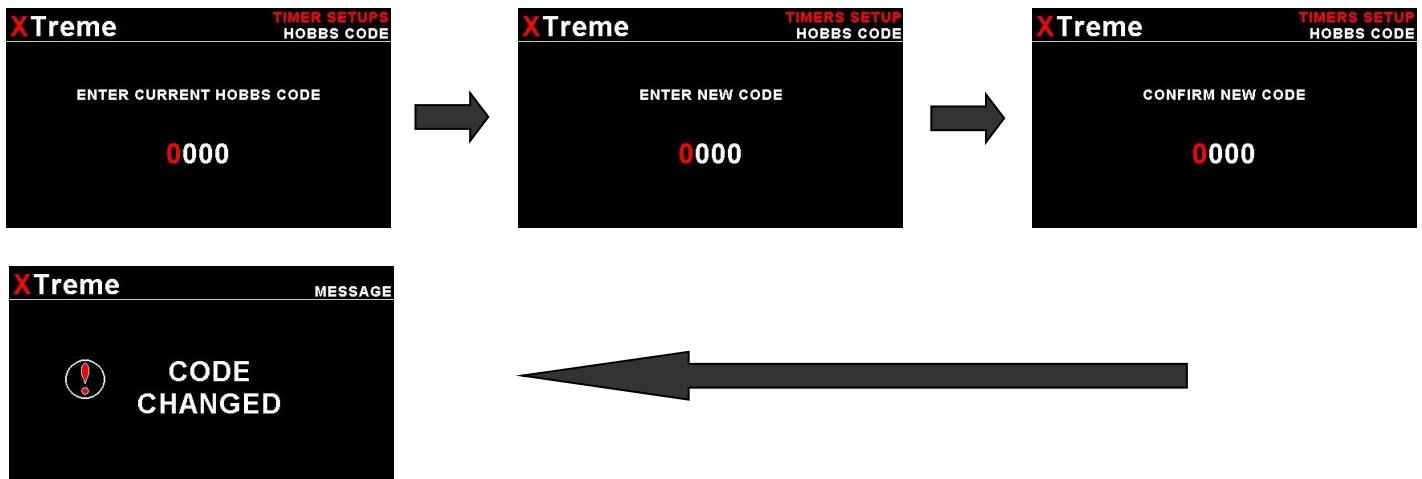 XTreme
TIMER SETUPS
HOBBS CODE
ENTER CURRENT HOBBS CODE
0000
XTreme
TIMERS SETUP
HOBBS CODE
ENTER NEW CODE
0000
XTreme
TIMERS SETUP
HOBBS CODE
CONFIRM NEW CODE
0000
XTreme
MESSAGE
CODE
CHANGED